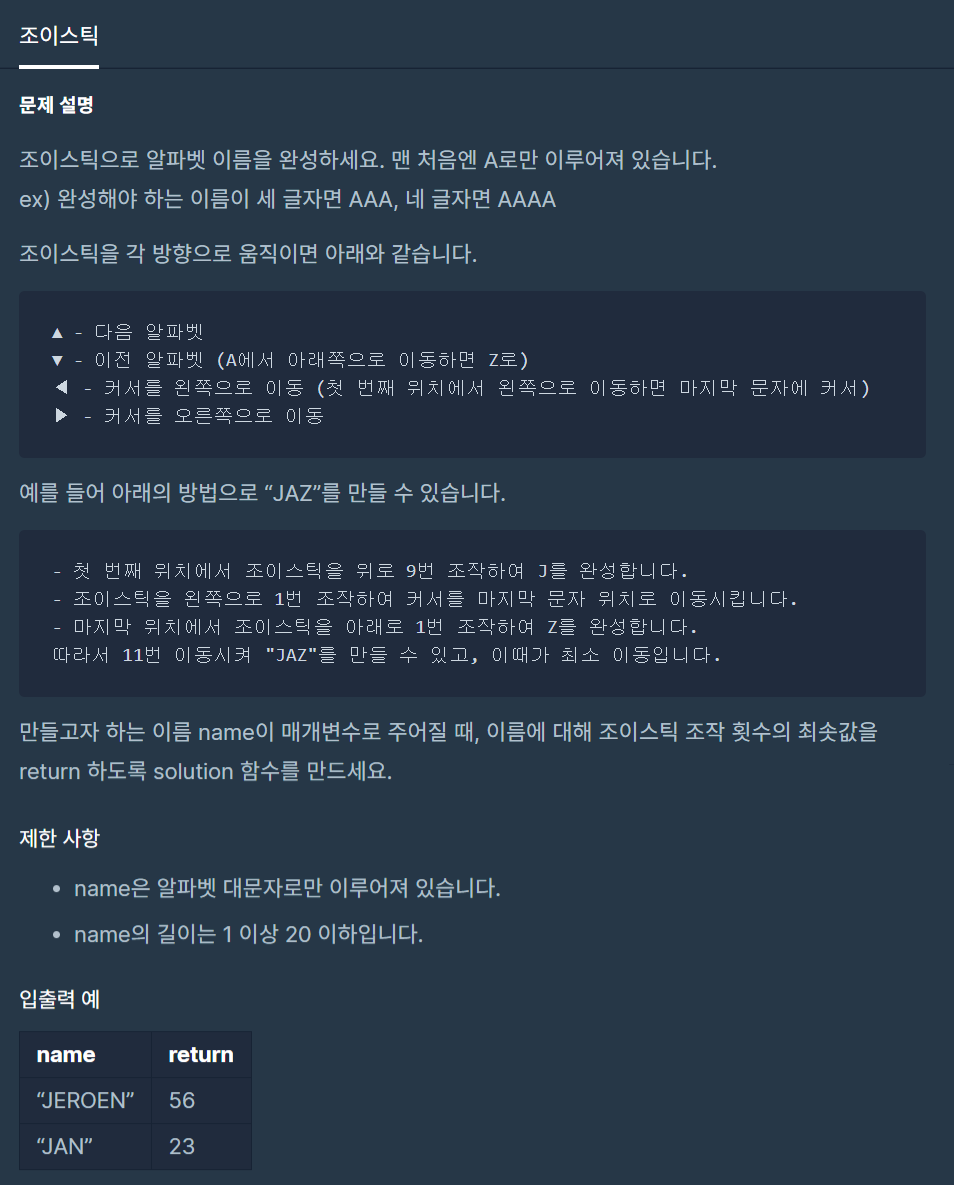 조이스틱
문제 설명
조이스틱으로 알파벳 이름을 완성하세요. 맨 처음엔 A로만 이루어져 있습니다.
ex) 완성해야 하는 이름이 세 글자면 AAA, 네 글자면 AAAA
조이스틱을 각 방향으로 움직이면 아래와 같습니다.
▲ - 다음 알파벳
▼ - 이전 알파벳 (A에서 아래쪽으로 이동하면 Z로)
◀ - 커서를 왼쪽으로 이동 (첫 번째 위치에서 왼쪽으로 이동하면 마지막 문자에 커서)
▶ - 커서를 오른쪽으로 이동
예를 들어 아래의 방법으로 “JAZ”를 만들 수 있습니다.
- 첫 번째 위치에서 조이스틱을 위로 9번 조작하여 J를 완성합니다.
- 조이스틱을 왼쪽으로 1번 조작하여 커서를 마지막 문자 위치로 이동시킵니다.
- 마지막 위치에서 조이스틱을 아래로 1번 조작하여 Z를 완성합니다.
따라서 11번 이동시켜 "JAZ"를 만들 수 있고, 이때가 최소 이동입니다.
만들고자 하는 이름 name이 매개변수로 주어질 때, 이름에 대해 조이스틱 조작 횟수의 최솟값을
return 하도록 solution 함수를 만드세요.
제한 사항
• name은 알파벳 대문자로만 이루어져 있습니다.
• name의 길이는 1 이상 20 이하입니다.
입출력 예
name return
“JEROEN” 56
“JAN” 23